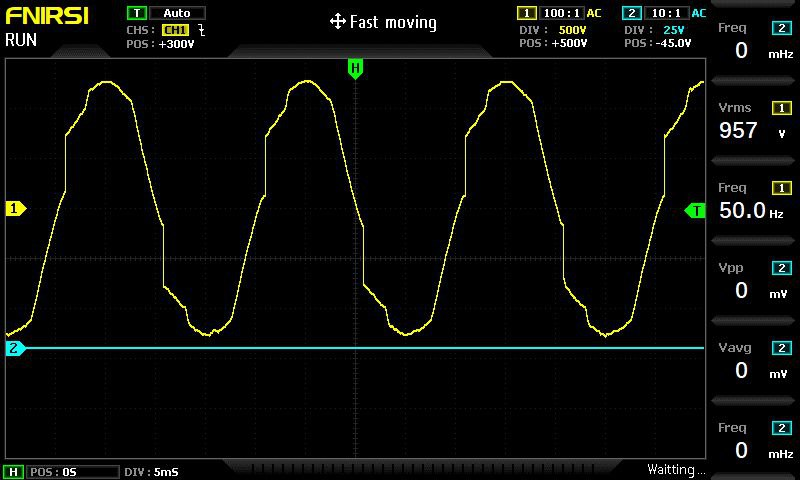 FNIRSI
RUN
T Auto
CHS: CH1
POS: +300V
Fast moving
1 100:1 AC
DIV: 500V
POS: +500V
2 10:1 AC
DIV: 25V
POS: -45.0V
H
1
T
2
Freq 2
0 mHz
Vrms 1
957 V
Freq 1
50.0 Hz
Vpp 2
0 mV
Vavg 2
0 mV
Freq 2
0 mHz
H POS: 0S DIV: 5mS
Waitting...